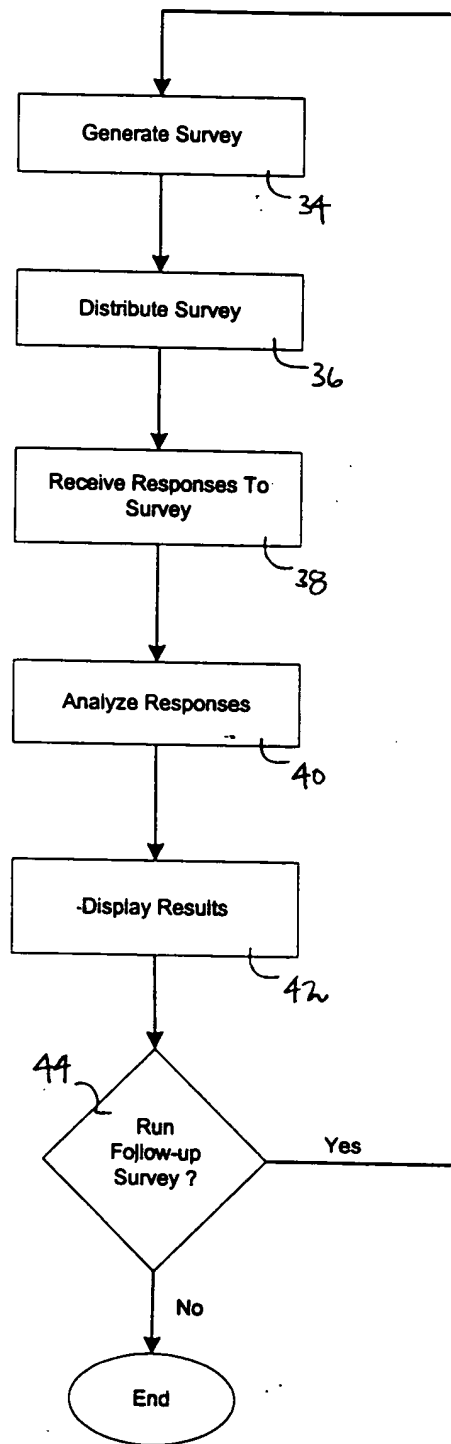 Generate Survey
34
Distribute Survey
36
Receive Responses To
Survey
38
Analyze Responses
40
Display Results
42
44
Run
Follow-up
Survey ?
Yes
No
End